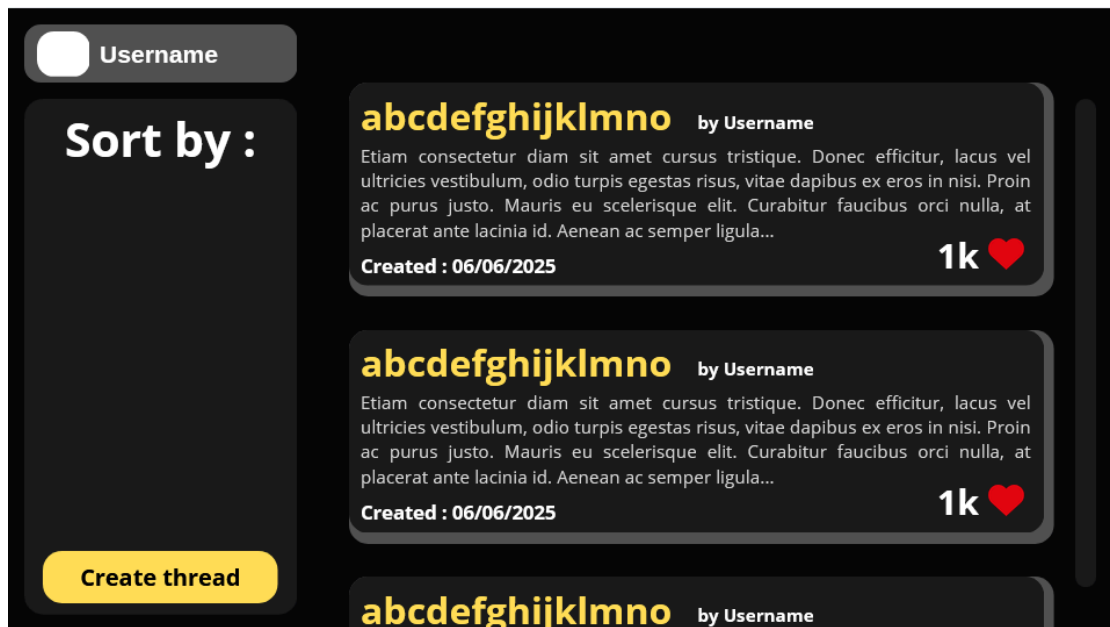 Username
Sort by :
Create thread
abcdefghijklmno by Username
Etiam consectetur diam sit amet cursus tristique. Donec efficitur, lacus vel
ultricies vestibulum, odio turpis egestas risus, vitae dapibus ex eros in nisi. Proin
ac purus justo. Mauris eu scelerisque elit. Curabitur faucibus orci nulla, at
placerat ante lacinia id. Aenean ac semper ligula...
Created : 06/06/2025
1k
abcdefghijklmno by Username
Etiam consectetur diam sit amet cursus tristique. Donec efficitur, lacus vel
ultricies vestibulum, odio turpis egestas risus, vitae dapibus ex eros in nisi. Proin
ac purus justo. Mauris eu scelerisque elit. Curabitur faucibus orci nulla, at
placerat ante lacinia id. Aenean ac semper ligula...
Created : 06/06/2025
1k
abcdefghijklmno by Username